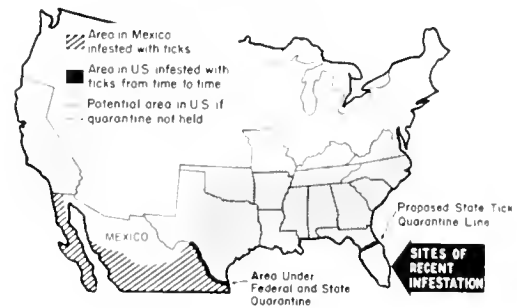 Area in Mexico
infested with ticks
Area in US infested with
ticks from time to time
Potential area in US if
quarantine not held
MEXICO
Proposed State Tick
Quarantine Line
SITES OF
RECENT
INFESTATION
Area Under
Federal and State
Quarantine